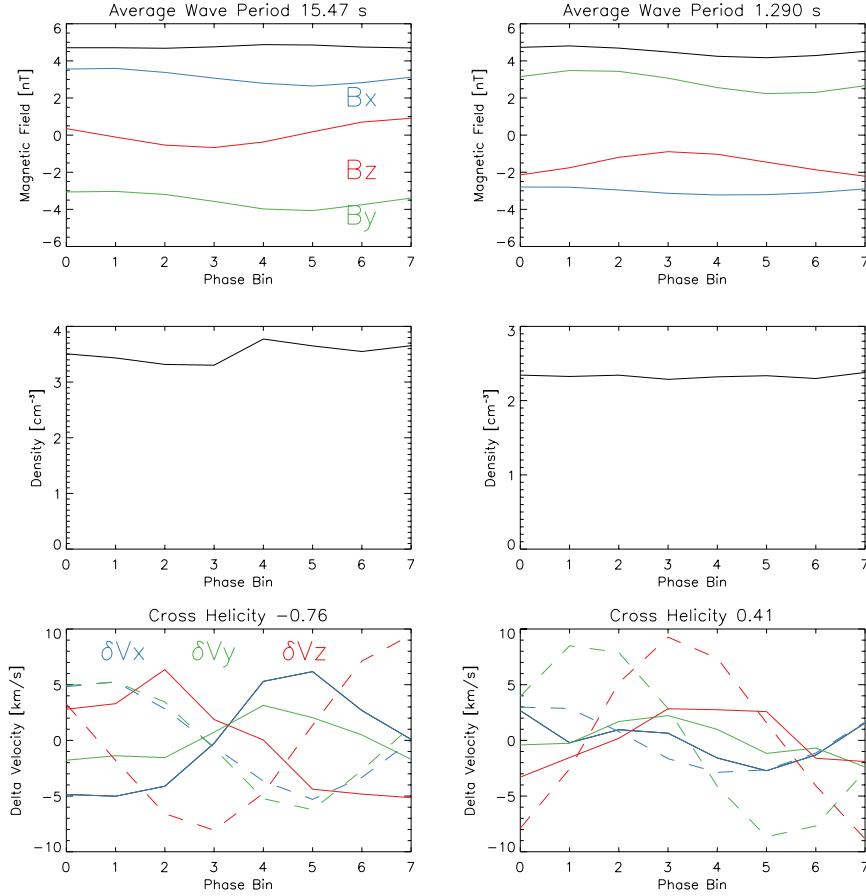 Average Wave Period 15.47 s
Average Wave Period 1.290 s
Magnetic Field [nT]
6
4
2
0
−2
−4
−6
Bx
Bz
By
0 1 2 3 4 5 6 7
Phase Bin
Magnetic Field [nT]
6
4
2
0
−2
−4
−6
0 1 2 3 4 5 6 7
Phase Bin
Density [cm⁻³]
4
3
2
1
0
0 1 2 3 4 5 6 7
Phase Bin
Density [cm⁻³]
3
2
1
0
0 1 2 3 4 5 6 7
Phase Bin
Cross Helicity −0.76
Delta Velocity [km/s]
10
5
0
−5
−10
δVx δVy δVz
0 1 2 3 4 5 6 7
Phase Bin
Cross Helicity 0.41
Delta Velocity [km/s]
10
5
0
−5
−10
0 1 2 3 4 5 6 7
Phase Bin